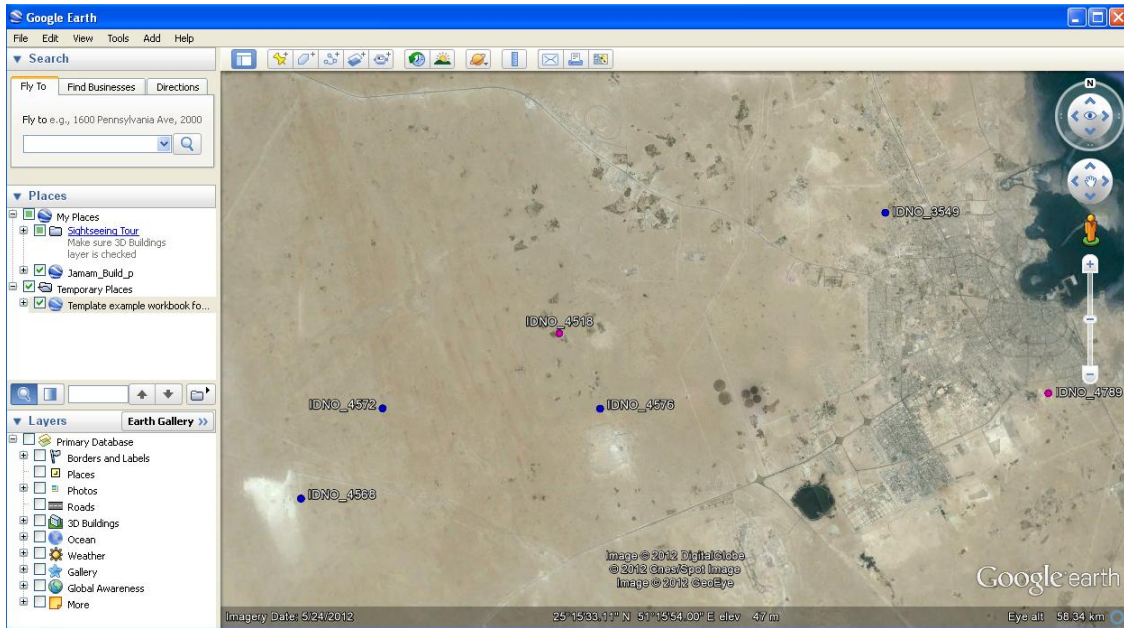 Google Earth
File Edit View Tools Add Help
Search
Fly To Find Businesses Directions
Fly to e.g., 1600 Pennsylvania Ave, 2000
Places
My Places
Sightseeing Tour
Make sure 3D Buildings
layer is checked
Jamam_Build_p
Temporary Places
Template example workbook fo...
Layers Earth Gallery >>
Primary Database
Borders and Labels
Places
Photos
Roads
3D Buildings
Ocean
Weather
Gallery
Global Awareness
More
N
IDNO_3549
IDNO_4518
IDNO_4572
IDNO_4576
IDNO_4789
IDNO_4568
Image © 2012 DigitalGlobe
© 2012 Cnes/Spot Image
Image © 2012 GeoEye
Google earth
Imagery Date: 5/24/2012 25°15'33.11" N 51°15'54.00" E elev 47 m Eye alt 58.34 km